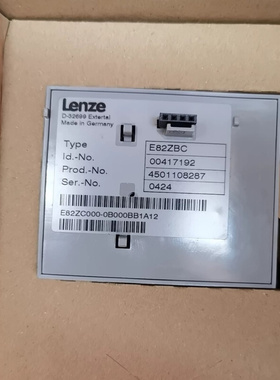 Lenze
D-32699 Extertal
Made in Germany
Type E82ZBC
Id.-No. 00417192
Prod.-No. 4501108287
Ser.-No. 0424
E82ZC000-0B000BB1A12